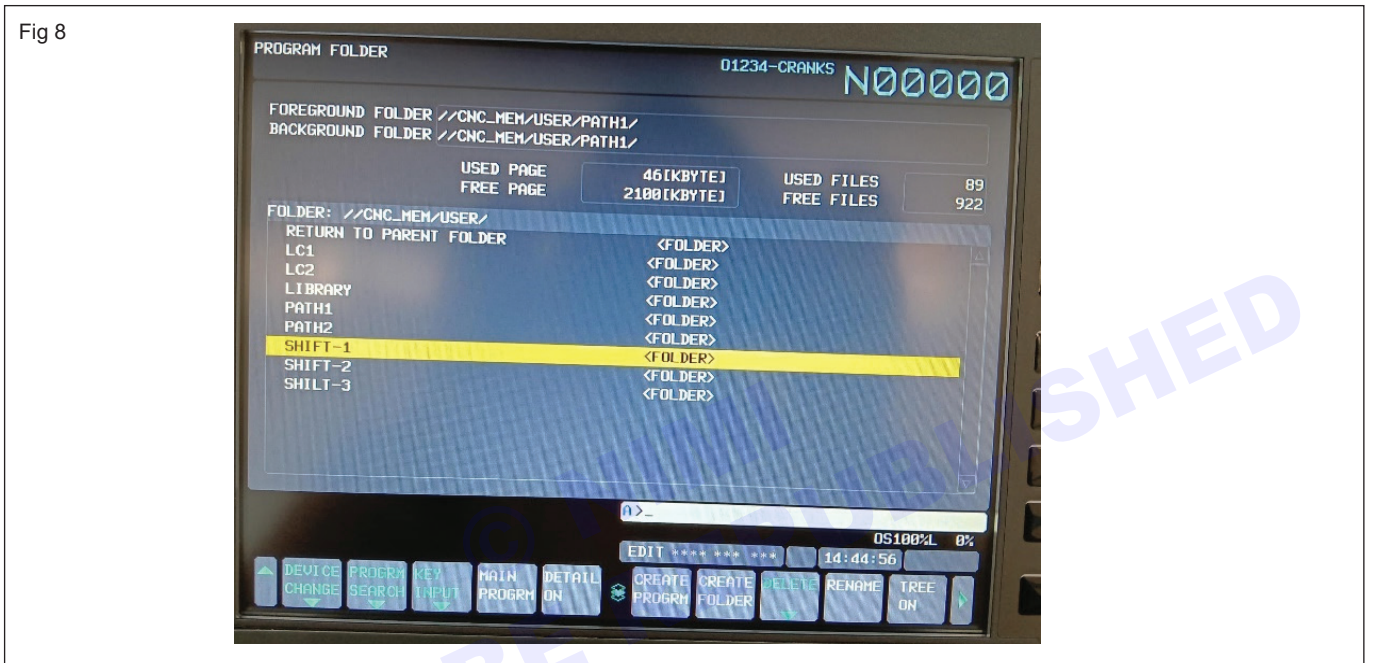 Fig 8
PROGRAM FOLDER
O1234-CRANKS N00000
FOREGROUND FOLDER //CNC_MEM/USER/PATH1/
BACKGROUND FOLDER //CNC_MEM/USER/PATH1/
USED PAGE 46[KBYTE] USED FILES 89
FREE PAGE 2100[KBYTE] FREE FILES 922
FOLDER: //CNC_MEM/USER/
RETURN TO PARENT FOLDER <FOLDER>
LC1 <FOLDER>
LC2 <FOLDER>
LIBRARY <FOLDER>
PATH1 <FOLDER>
PATH2 <FOLDER>
SHIFT-1 <FOLDER>
SHIFT-2 <FOLDER>
SHILT-3 <FOLDER>
A>_
OS100%L 0%
EDIT **** *** *** 14:44:56
DEVICE CHANGE PROGRM SEARCH KEY INPUT MAIN PROGRM DETAIL ON CREATE PROGRM CREATE FOLDER DELETE RENAME TREE ON
© NIMI
BE PUBLISHED